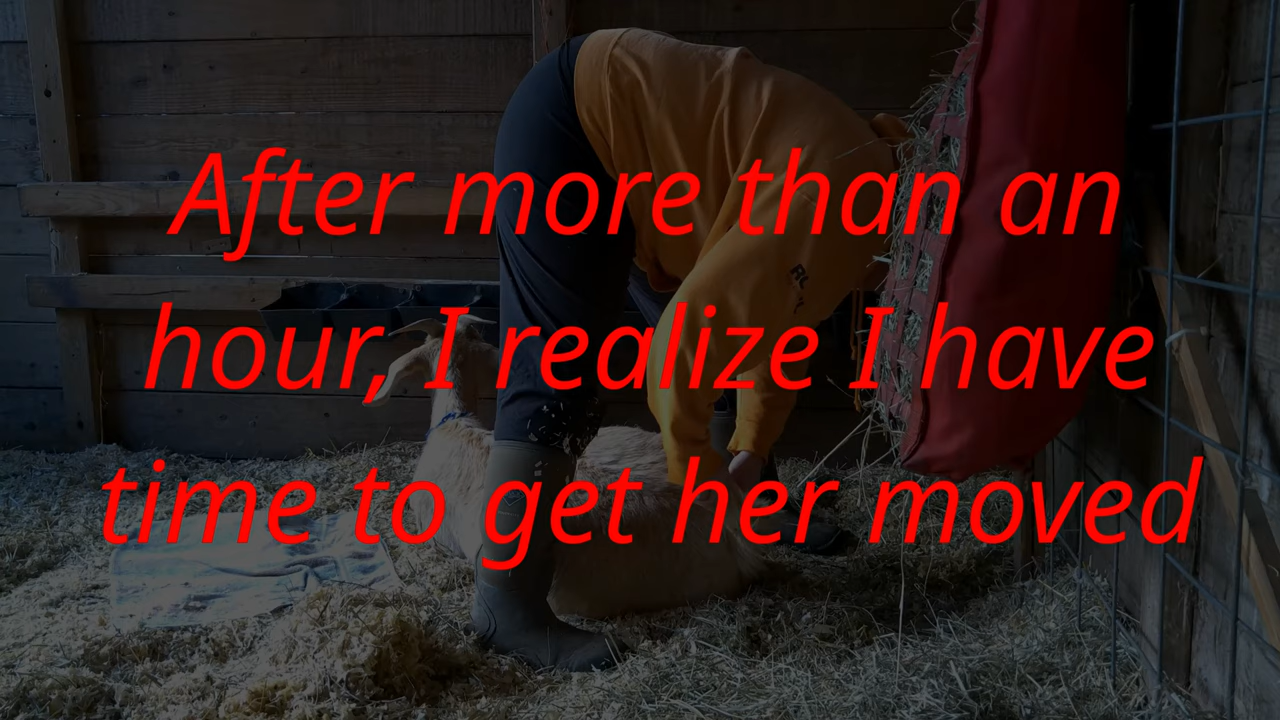 After more than an
hour, I realize I have
time to get her moved